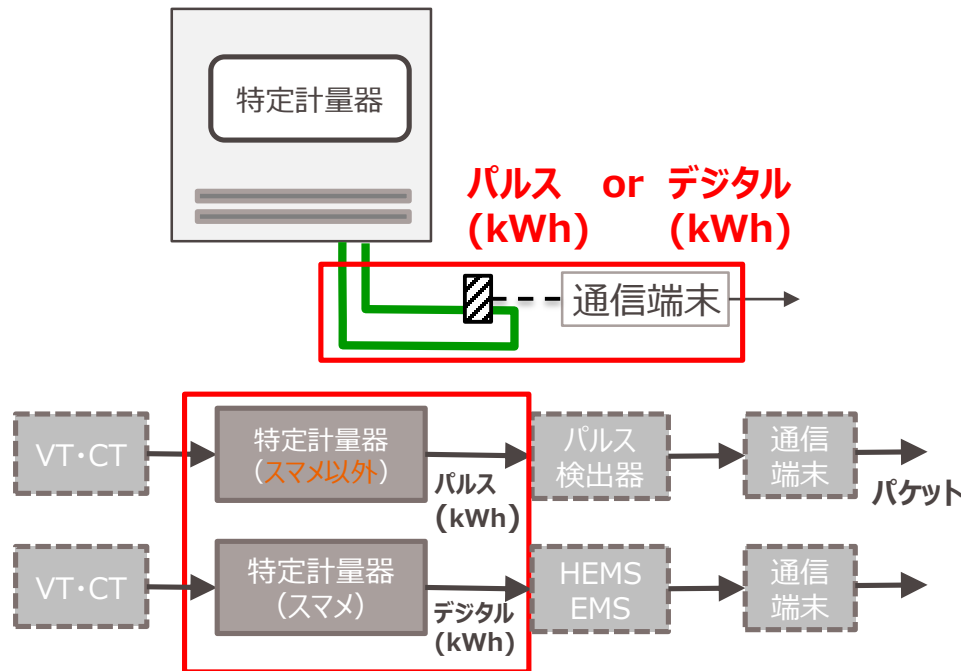 特定計量器
パルス or デジタル
(kWh) (kWh)
通信端末
VT・CT
特定計量器
（スマメ以外）
パルス
(kWh)
パルス
検出器
通信
端末
パケット
VT・CT
特定計量器
（スマメ）
デジタル
(kWh)
HEMS
EMS
通信
端末